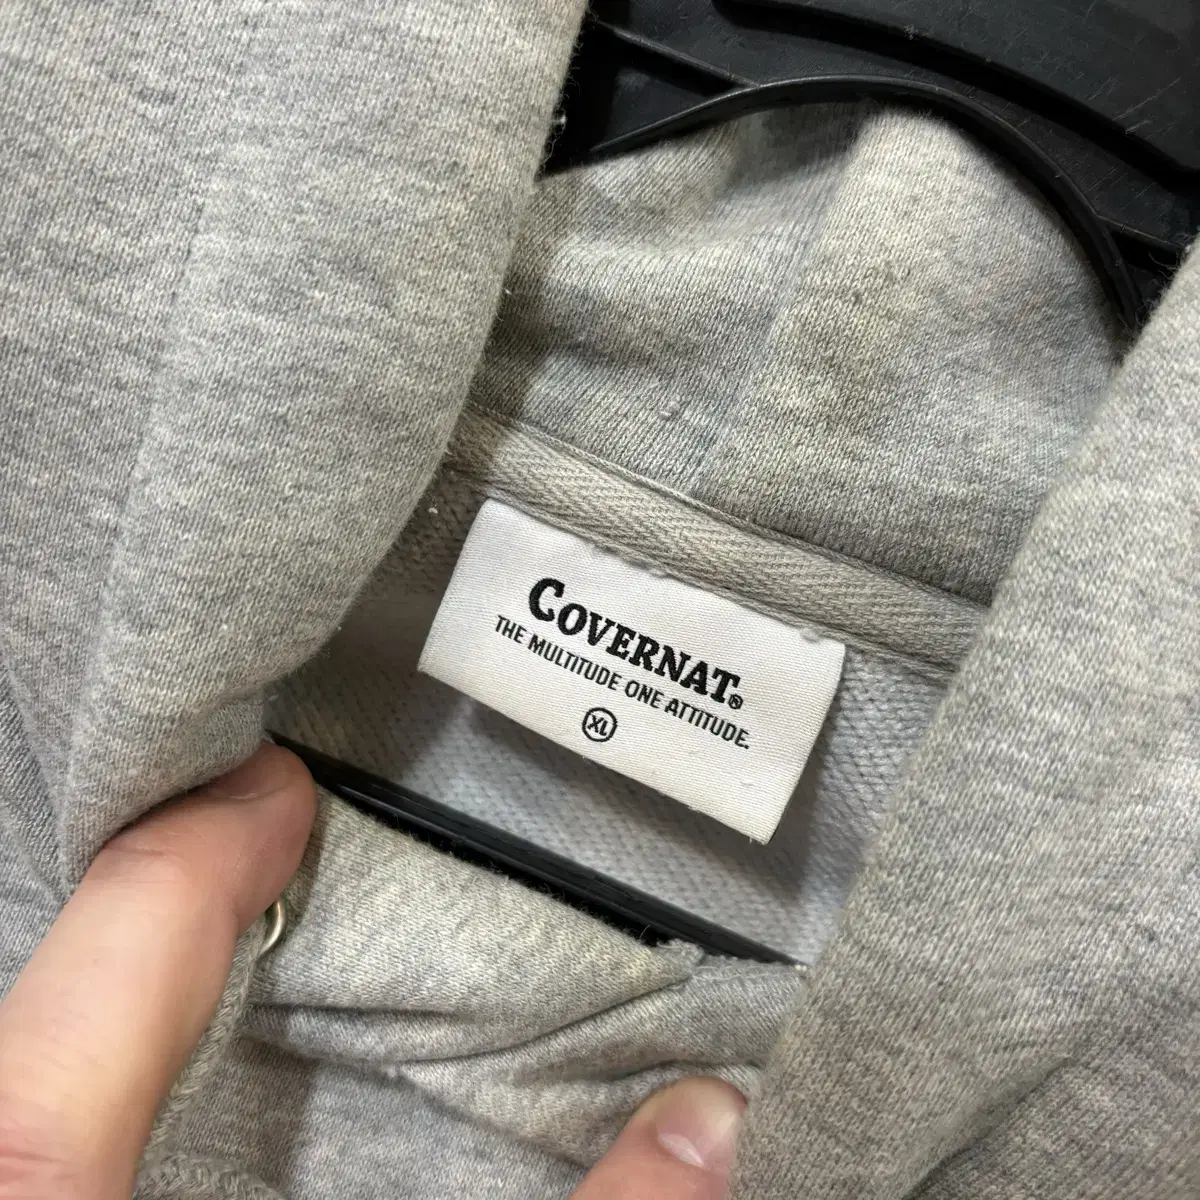 COVERNAT®
THE MULTITUDE ONE ATTITUDE.
XL